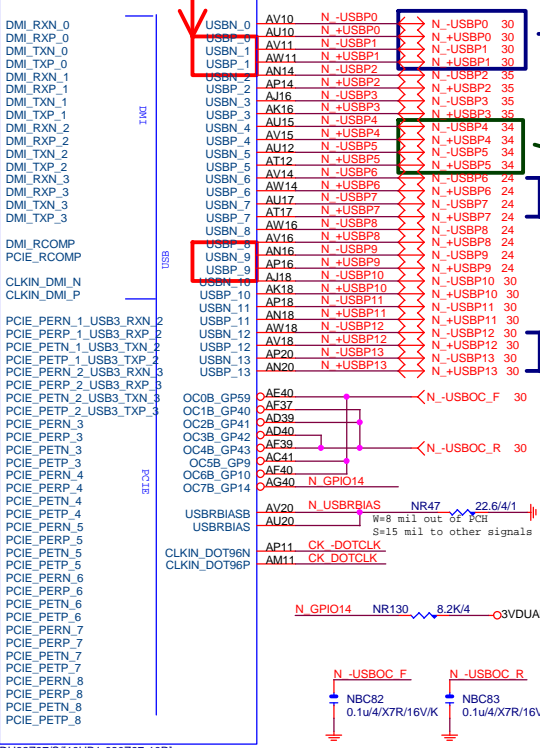 DMI_RXN_0
DMI_RXP_0
DMI_TXN_0
DMI_TXP_0
DMI_RXN_1
DMI_RXP_1
DMI_TXN_1
DMI_TXP_1
DMI_RXN_2
DMI_RXP_2
DMI_TXN_2
DMI_TXP_2
DMI_RXN_3
DMI_RXP_3
DMI_TXN_3
DMI_TXP_3
DMI_RCOMP
PCIE_RCOMP
CLKIN_DMI_N
CLKIN_DMI_P
PCIE_PERN_1_USB3_RXN_2
PCIE_PERP_1_USB3_RXP_2
PCIE_PETN_1_USB3_TXN_2
PCIE_PETP_1_USB3_TXP_2
PCIE_PERN_2_USB3_RXN_3
PCIE_PERP_2_USB3_RXP_3
PCIE_PETN_2_USB3_TXN_3
PCIE_PETP_2_USB3_TXP_3
PCIE_PERN_3
PCIE_PERP_3
PCIE_PETN_3
PCIE_PETP_3
PCIE_PERN_4
PCIE_PERP_4
PCIE_PETN_4
PCIE_PETP_4
PCIE_PERN_5
PCIE_PERP_5
PCIE_PETN_5
PCIE_PETP_5
PCIE_PERN_6
PCIE_PERP_6
PCIE_PETN_6
PCIE_PETP_6
PCIE_PERN_7
PCIE_PERP_7
PCIE_PETN_7
PCIE_PETP_7
PCIE_PERN_8
PCIE_PERP_8
PCIE_PETN_8
PCIE_PETP_8
DMI
USB
PCIE
USBN_0 AV10 N_-USBP0 N_-USBP0 30
USBP_0 AU10 N_+USBP0 N_+USBP0 30
USBN_1 AV11 N_-USBP1 N_-USBP1 30
USBP_1 AW11 N_+USBP1 N_+USBP1 30
USBN_2 AN14 N_-USBP2 N_-USBP2 35
USBP_2 AP14 N_+USBP2 N_+USBP2 35
USBN_3 AJ16 N_-USBP3 N_-USBP3 35
USBP_3 AK16 N_+USBP3 N_+USBP3 35
USBN_4 AU15 N_-USBP4 N_-USBP4 34
USBP_4 AV15 N_+USBP4 N_+USBP4 34
USBN_5 AU12 N_-USBP5 N_-USBP5 34
USBP_5 AT12 N_+USBP5 N_+USBP5 34
USBN_6 AV14 N_-USBP6 N_-USBP6 24
USBP_6 AW14 N_+USBP6 N_+USBP6 24
USBN_7 AU17 N_-USBP7 N_-USBP7 24
USBP_7 AT17 N_+USBP7 N_+USBP7 24
USBN_8 AW16 N_-USBP8 N_-USBP8 24
USBP_8 AV16 N_+USBP8 N_+USBP8 24
USBN_9 AN16 N_-USBP9 N_-USBP9 24
USBP_9 AP16 N_+USBP9 N_+USBP9 24
USBN_10 AJ18 N_-USBP10 N_-USBP10 30
USBP_10 AK18 N_+USBP10 N_+USBP10 30
USBN_11 AP18 N_-USBP11 N_-USBP11 30
USBP_11 AN18 N_+USBP11 N_+USBP11 30
USBN_12 AW18 N_-USBP12 N_-USBP12 30
USBP_12 AV18 N_+USBP12 N_+USBP12 30
USBN_13 AP20 N_-USBP13 N_-USBP13 30
USBP_13 AN20 N_+USBP13 N_+USBP13 30
OC0B_GP59 AE40 N_-USBOC_F 30
OC1B_GP40 AF37
OC2B_GP41 AD39
OC3B_GP42 AD40
OC4B_GP43 AF39 N_-USBOC_R 30
OC5B_GP9 AC41
OC6B_GP10 AF40
OC7B_GP14 AG40 N_GPIO14
USBRBIASB AV20 N_USBRBIAS NR47 22.6/4/1
USBRBIAS AU20
W=8 mil out of PCH
S=15 mil to other signals
CLKIN_DOT96N AP11 CK_-DOTCLK
CLKIN_DOT96P AM11 CK_DOTCLK
N_GPIO14 NR130 8.2K/4 3VDUA
N_-USBOC_F N_-USBOC_R
NBC82 NBC83
0.1u/4/X7R/16V/K 0.1u/4/X7R/16V